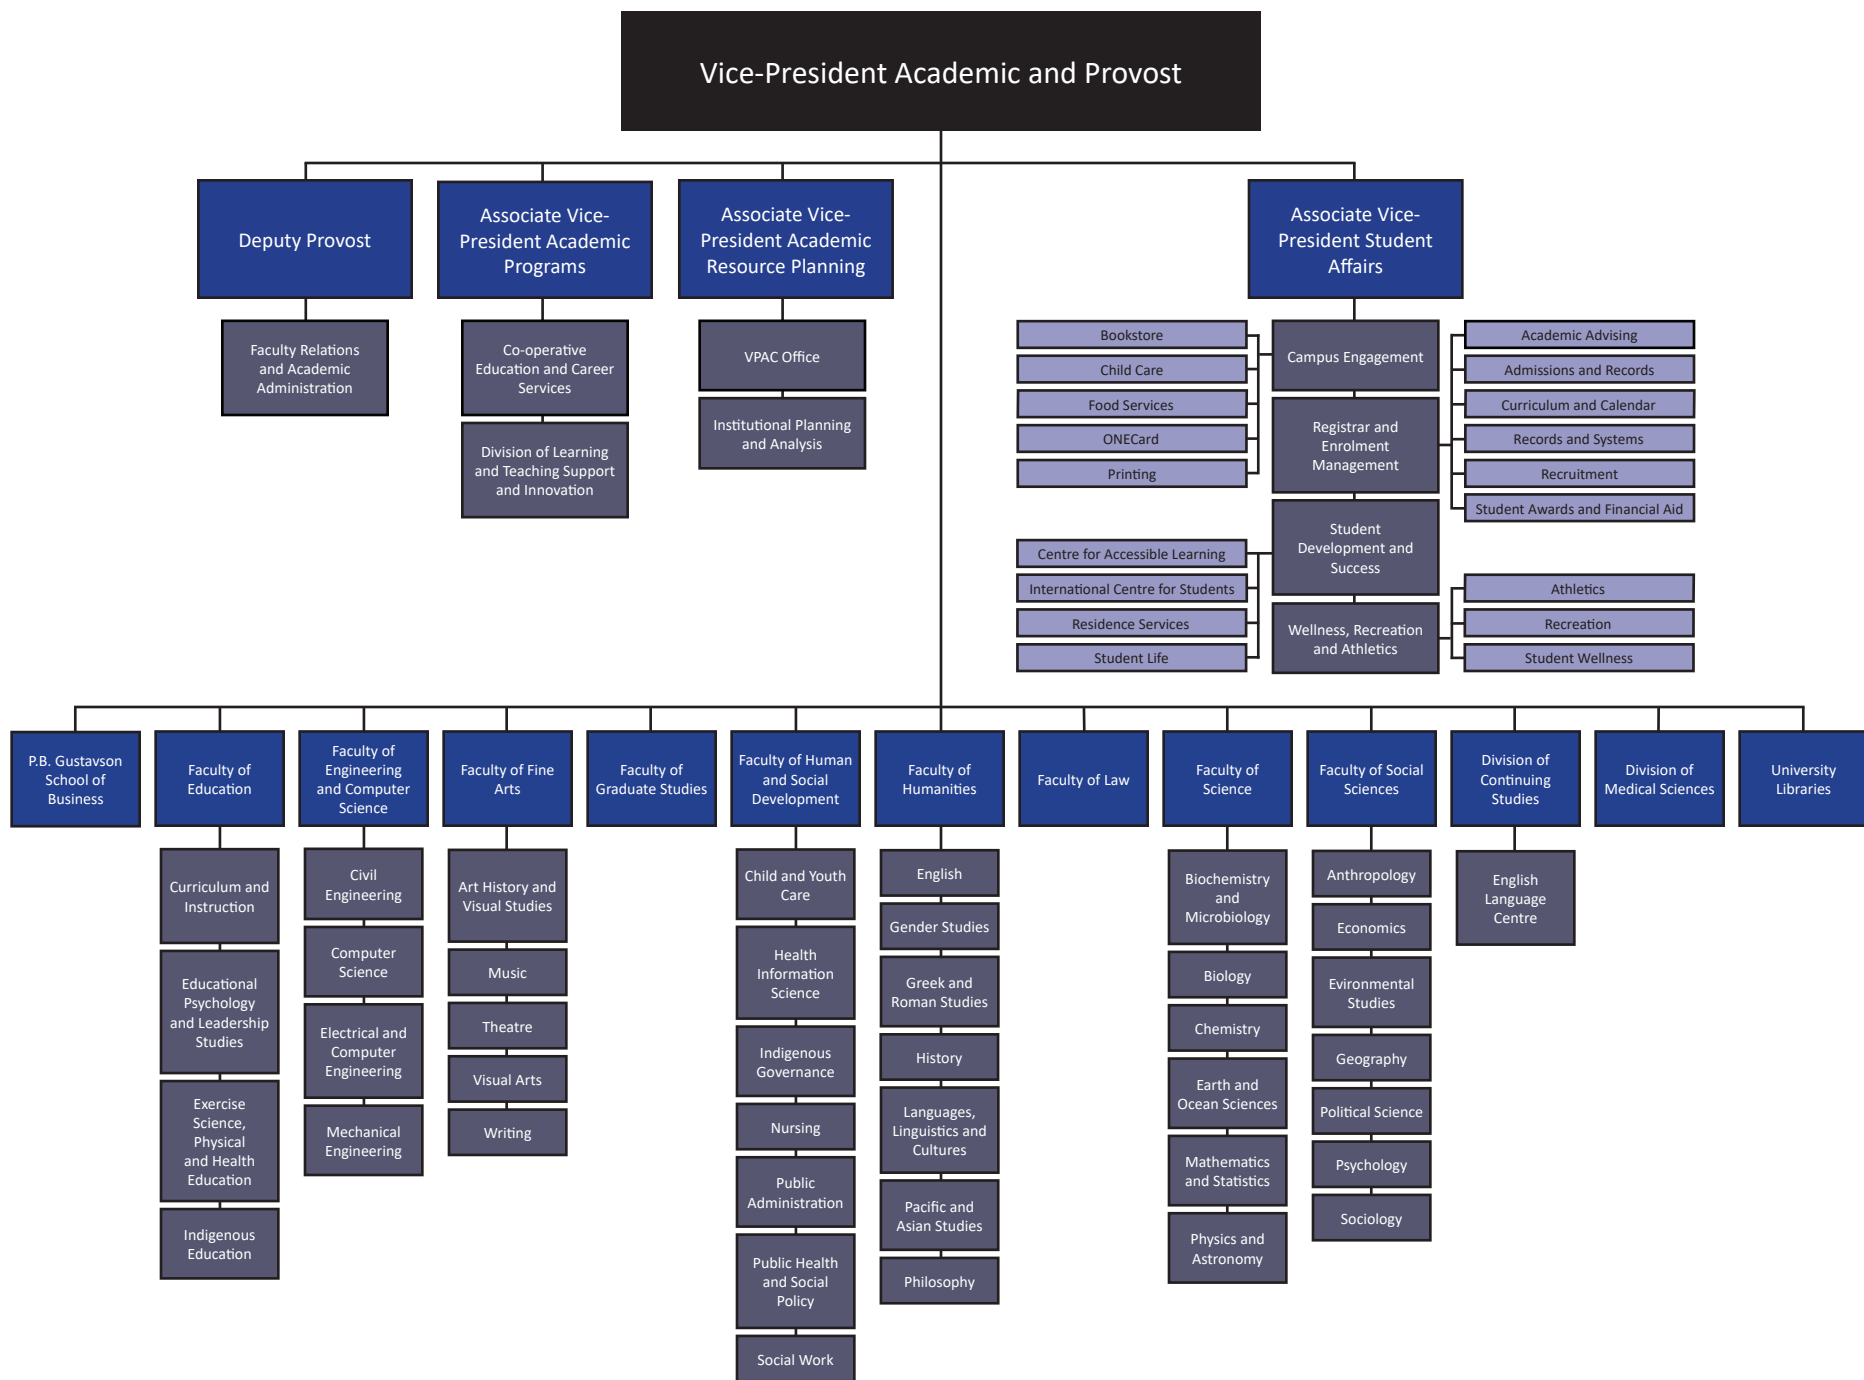 Vice-President Academic and Provost
Deputy Provost
Associate Vice-
President Academic
Programs
Associate Vice-
President Academic
Resource Planning
Associate Vice-
President Student
Affairs
Faculty Relations
and Academic
Administration
Co-operative
Education and Career
Services
Division of Learning
and Teaching Support
and Innovation
VPAC Office
Institutional Planning
and Analysis
Campus Engagement
Bookstore
Child Care
Food Services
ONECard
Printing
Registrar and
Enrolment
Management
Academic Advising
Admissions and Records
Curriculum and Calendar
Records and Systems
Recruitment
Student Awards and Financial Aid
Student
Development and
Success
Centre for Accessible Learning
International Centre for Students
Residence Services
Student Life
Wellness, Recreation
and Athletics
Athletics
Recreation
Student Wellness
P.B. Gustavson
School of
Business
Faculty of
Education
Curriculum and
Instruction
Educational
Psychology
and Leadership
Studies
Exercise
Science,
Physical
and Health
Education
Indigenous
Education
Faculty of
Engineering
and Computer
Science
Civil
Engineering
Computer
Science
Electrical and
Computer
Engineering
Mechanical
Engineering
Faculty of Fine
Arts
Art History and
Visual Studies
Music
Theatre
Visual Arts
Writing
Faculty of
Graduate Studies
Faculty of Human
and Social
Development
Child and Youth
Care
Health
Information
Science
Indigenous
Governance
Nursing
Public
Administration
Public Health
and Social
Policy
Social Work
Faculty of
Humanities
English
Gender Studies
Greek and
Roman Studies
History
Languages,
Linguistics and
Cultures
Pacific and
Asian Studies
Philosophy
Faculty of Law
Faculty of
Science
Biochemistry
and
Microbiology
Biology
Chemistry
Earth and
Ocean Sciences
Mathematics
and Statistics
Physics and
Astronomy
Faculty of Social
Sciences
Anthropology
Economics
Evironmental
Studies
Geography
Political Science
Psychology
Sociology
Division of
Continuing
Studies
English
Language
Centre
Division of
Medical Sciences
University
Libraries